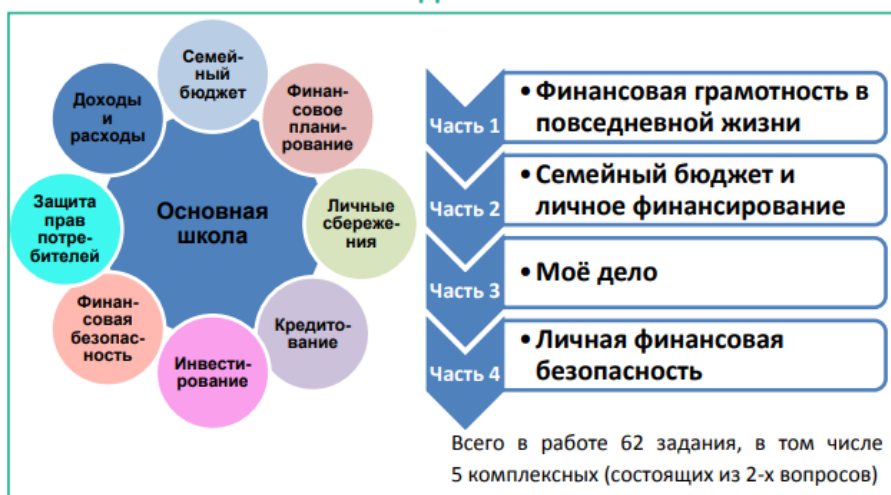 Семей-
ный
бюджет
Финан-
совое
плани-
рование
Личные
сбереже-
ния
Кредито-
вание
Инвести-
рование
Финан-
совая
безопас-
ность
Защита
прав
потре-
бителей
Доходы
и
расходы
Основная
школа
Часть 1
• Финансовая грамотность в
повседневной жизни
Часть 2
• Семейный бюджет и
личное финансирование
Часть 3
• Моё дело
Часть 4
• Личная финансовая
безопасность
Всего в работе 62 задания, в том числе
5 комплексных (состоящих из 2-х вопросов)